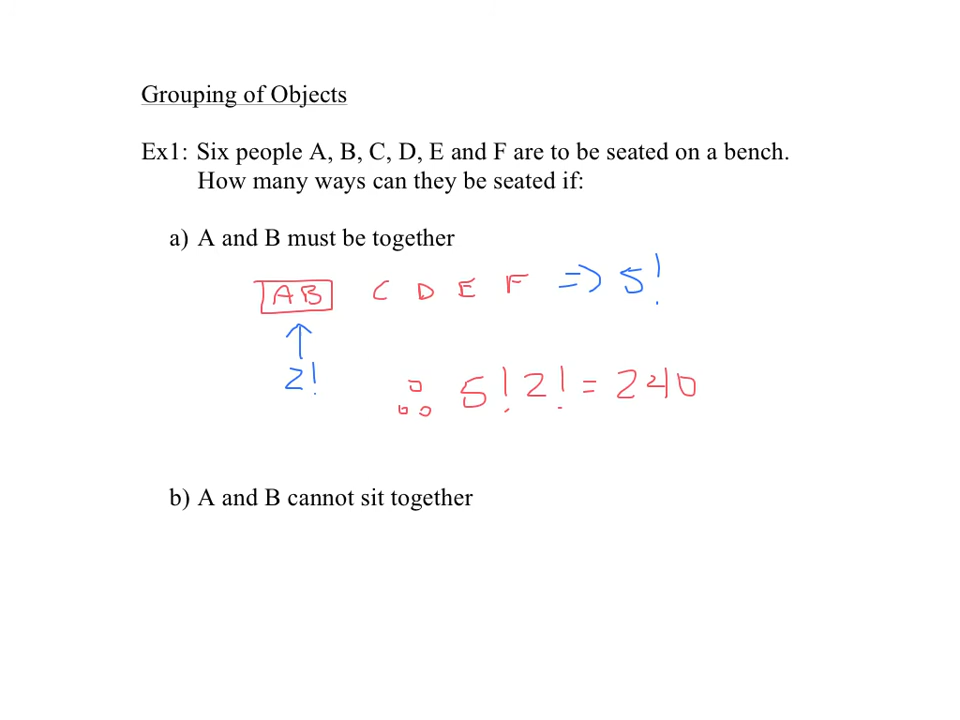 Grouping of Objects
Ex1: Six people A, B, C, D, E and F are to be seated on a bench.
How many ways can they be seated if:
a) A and B must be together
AB C D E F => 5!
↑
2!
∴ 5!2! = 240
b) A and B cannot sit together